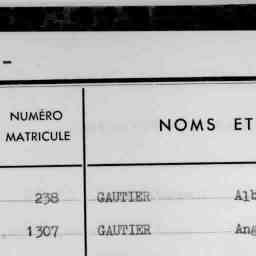 -
NUMÉRO
MATRICULE
NOMS ET
238 GAUTIER Alb
1307 GAUTIER Ang